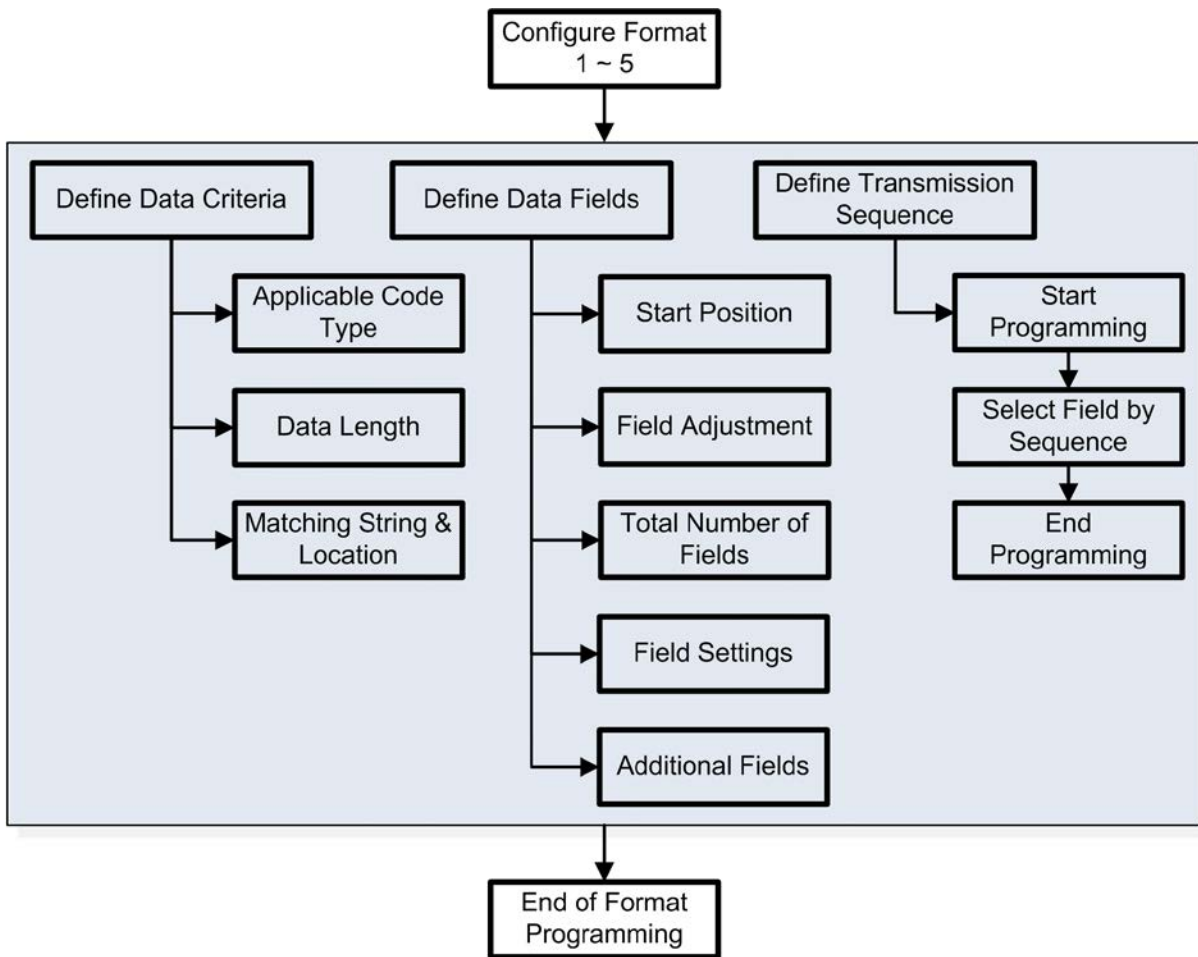 Configure Format
1 ~ 5
Define Data Criteria
Applicable Code
Type
Data Length
Matching String &
Location
Define Data Fields
Start Position
Field Adjustment
Total Number of
Fields
Field Settings
Additional Fields
Define Transmission
Sequence
Start
Programming
Select Field by
Sequence
End
Programming
End of Format
Programming